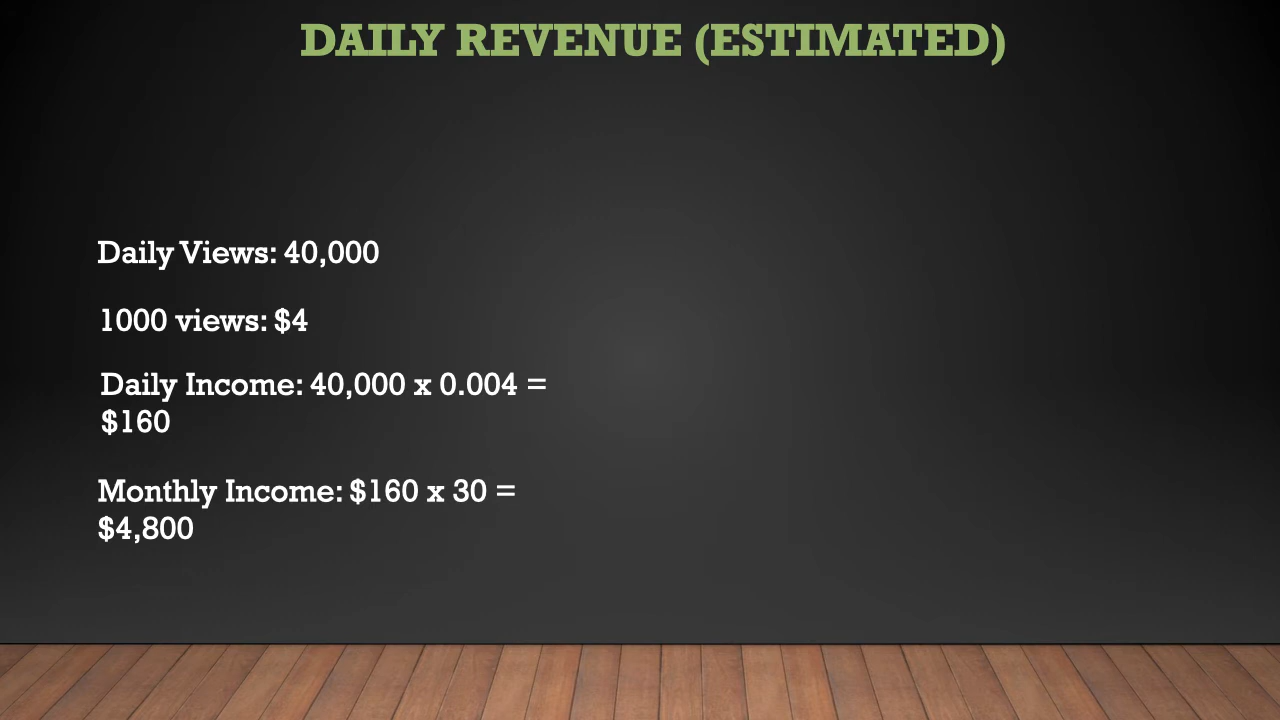 DAILY REVENUE (ESTIMATED)
Daily Views: 40,000
1000 views: $4
Daily Income: 40,000 x 0.004 =
$160
Monthly Income: $160 x 30 =
$4,800